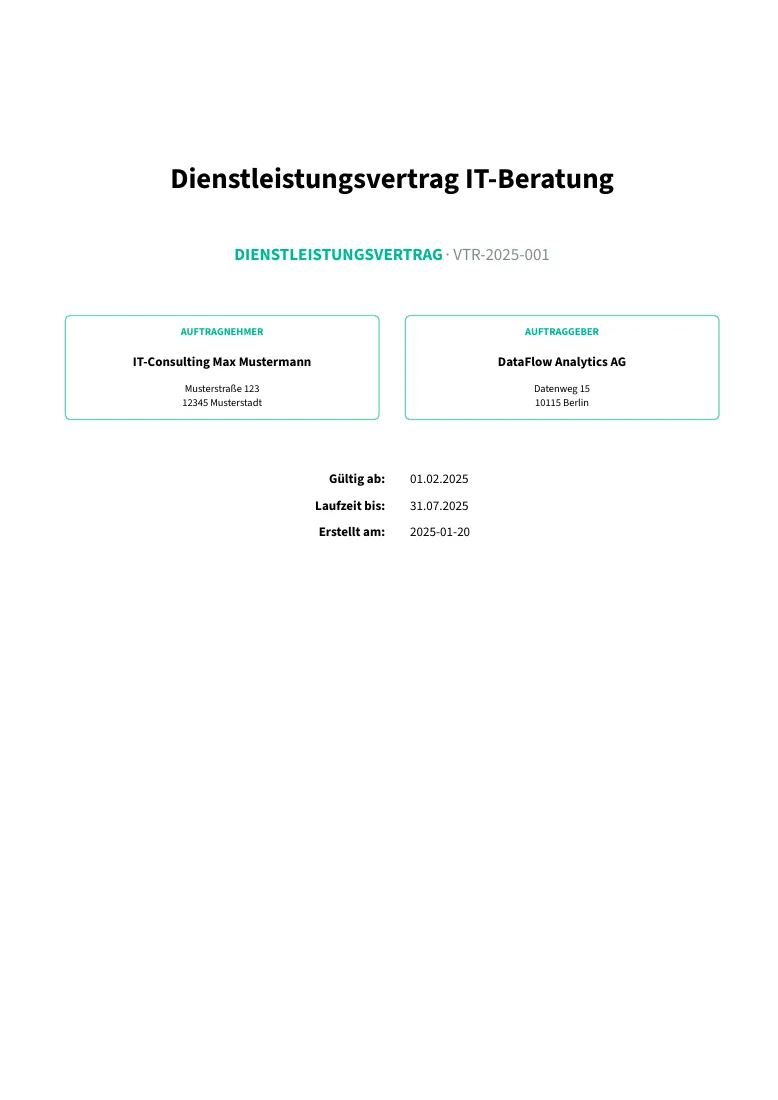 Dienstleistungsvertrag IT-Beratung
DIENSTLEISTUNGSVERTRAG · VTR-2025-001
AUFTRAGNEHMER
IT-Consulting Max Mustermann
Musterstraße 123
12345 Musterstadt
AUFTRAGGEBER
DataFlow Analytics AG
Datenweg 15
10115 Berlin
Gültig ab: 01.02.2025
Laufzeit bis: 31.07.2025
Erstellt am: 2025-01-20